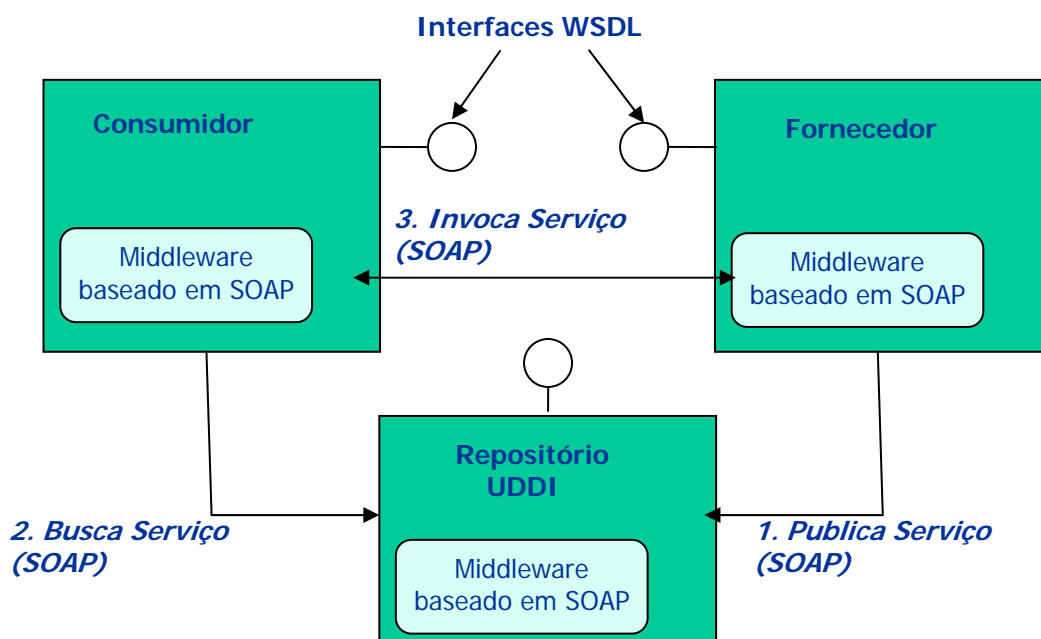 Interfaces WSDL
Consumidor
Fornecedor
3. Invoca Serviço
(SOAP)
Middleware
baseado em SOAP
Middleware
baseado em SOAP
Repositório
UDDI
2. Busca Serviço
(SOAP)
1. Publica Serviço
(SOAP)
Middleware
baseado em SOAP